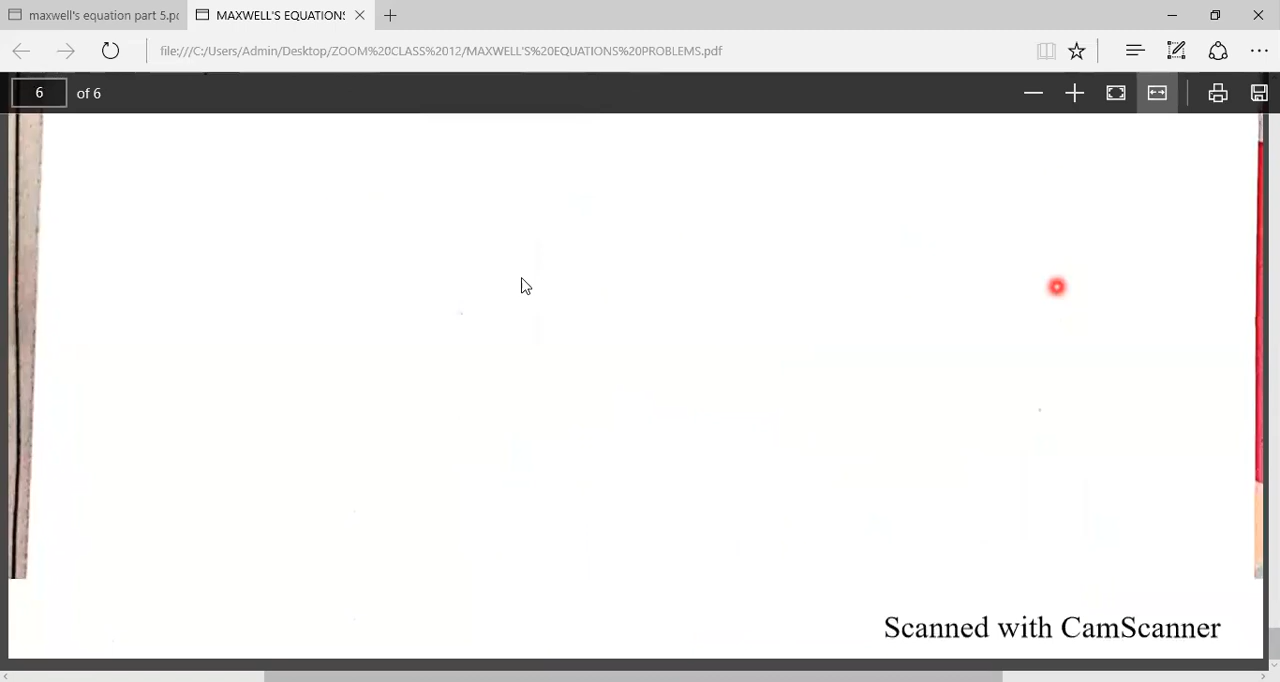 maxwell's equation part 5.pc
MAXWELL'S EQUATION
file:///C:/Users/Admin/Desktop/ZOOM%20CLASS%2012/MAXWELL'S%20EQUATIONS%20PROBLEMS.pdf
6 of 6
Scanned with CamScanner